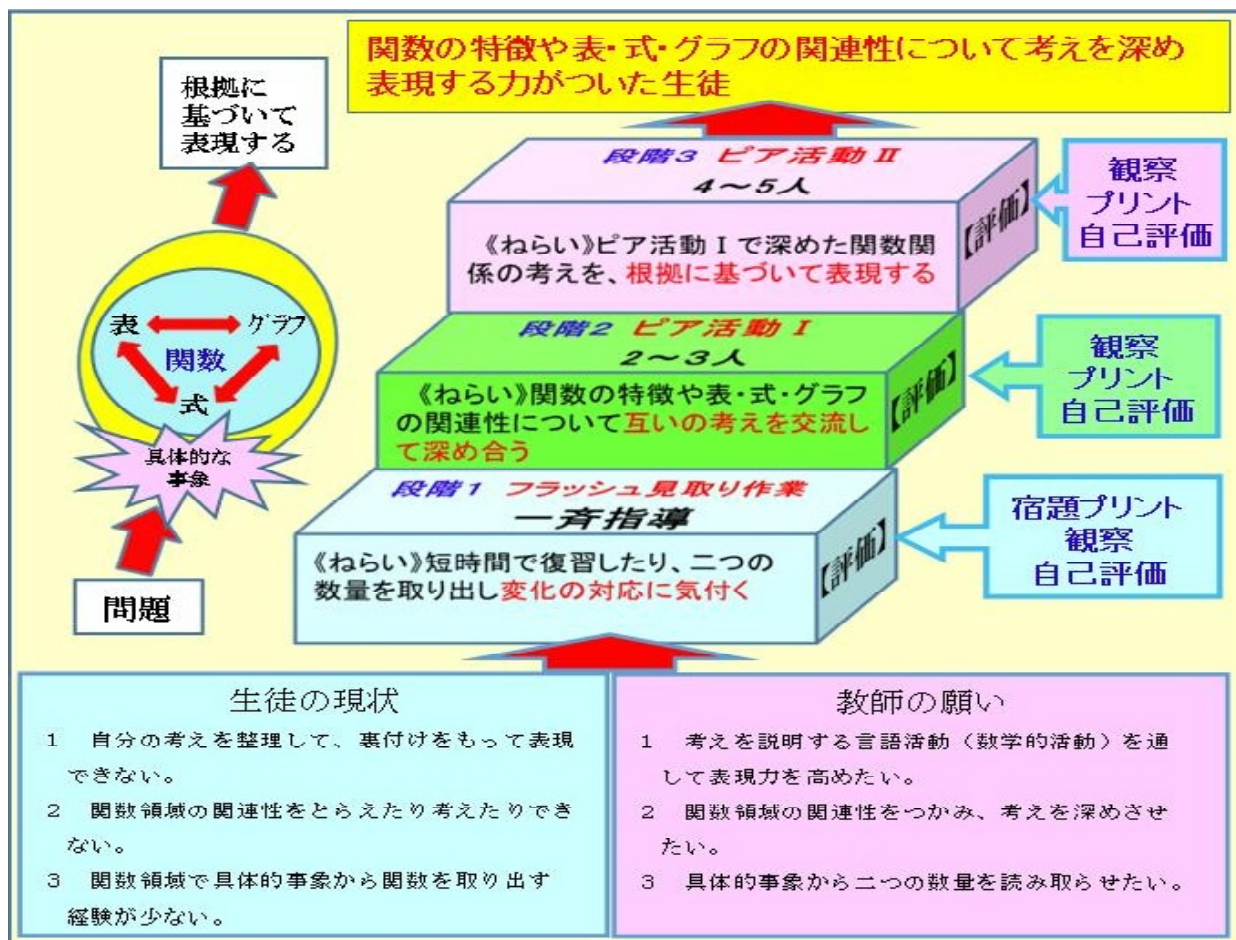 関数の特徴や表・式・グラフの関連性について考えを深め
表現する力がついた生徒
根拠に
基づいて
表現する
表
グラフ
関数
式
具体的な
事象
問題
段階3 ピア活動Ⅱ
4～5人
《ねらい》ピア活動Ⅰで深めた関数関
係の考えを、根拠に基づいて表現する
【評価】
観察
プリント
自己評価
段階2 ピア活動Ⅰ
2～3人
《ねらい》関数の特徴や表・式・グラフ
の関連性について互いの考えを交流し
て深め合う
【評価】
観察
プリント
自己評価
段階1 フラッシュ見取り作業
一斉指導
《ねらい》短時間で復習したり、二つの
数量を取り出し変化の対応に気付く
【評価】
宿題プリント
観察
自己評価
生徒の現状
1 自分の考えを整理して、裏付けをもって表現
できない。
2 関数領域の関連性をとらえたり考えたりでき
ない。
3 関数領域で具体的事象から関数を取り出す
経験が少ない。
教師の願い
1 考えを説明する言語活動（数学的活動）を通
して表現力を高めたい。
2 関数領域の関連性をつかみ、考えを深めさせ
たい。
3 具体的事象から二つの数量を読み取らせたい。